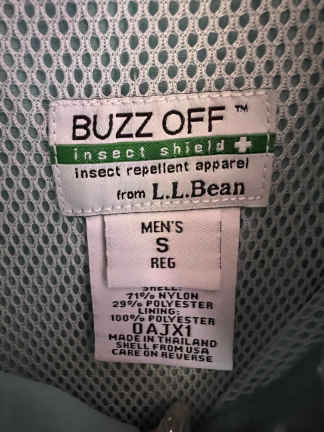 BUZZ OFF™
insect shield
insect repellent apparel
from L.L.Bean
MEN'S
S
REG
SHELL:
71% NYLON
29% POLYESTER
LINING:
100% POLYESTER
0AJX1
MADE IN THAILAND
SHELL FROM USA
CARE ON REVERSE